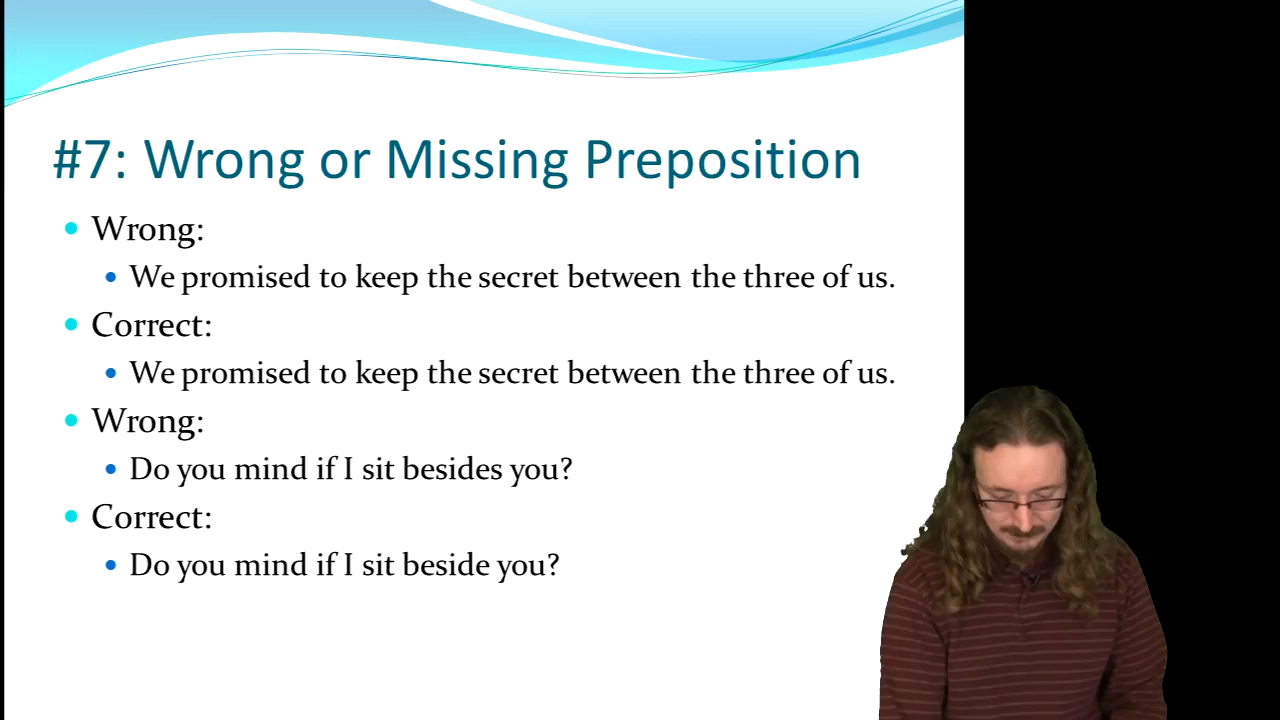 #7: Wrong or Missing Preposition
Wrong:
We promised to keep the secret between the three of us.
Correct:
We promised to keep the secret between the three of us.
Wrong:
Do you mind if I sit besides you?
Correct:
Do you mind if I sit beside you?